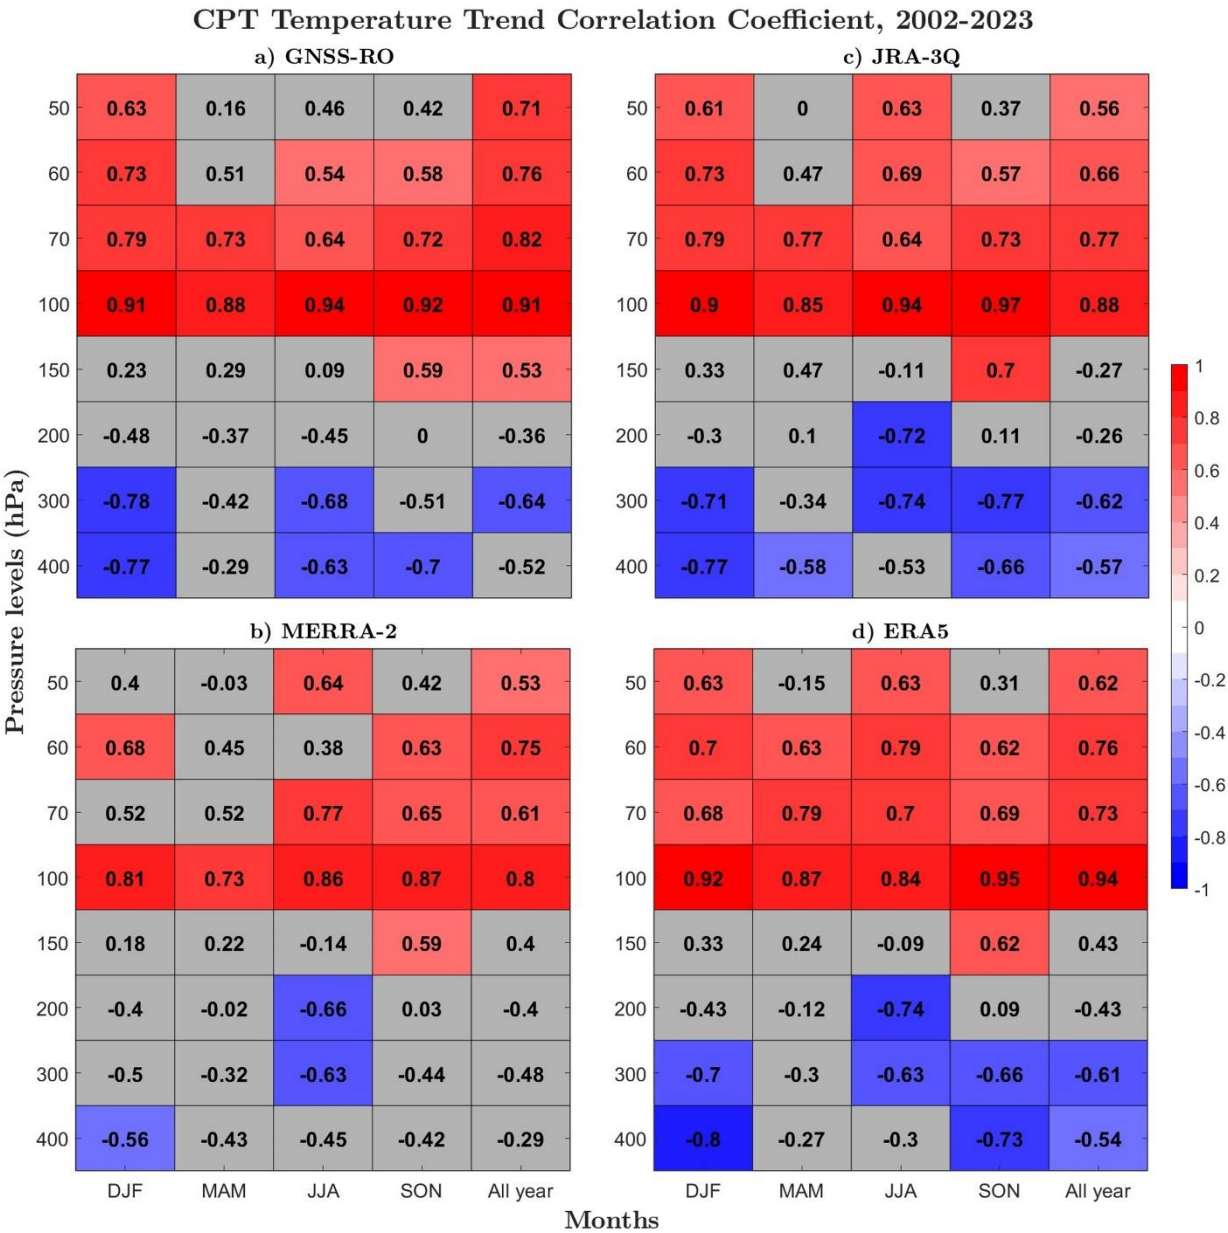 CPT Temperature Trend Correlation Coefficient, 2002-2023
a) GNSS-RO
50 0.63 0.16 0.46 0.42 0.71
60 0.73 0.51 0.54 0.58 0.76
70 0.79 0.73 0.64 0.72 0.82
100 0.91 0.88 0.94 0.92 0.91
150 0.23 0.29 0.09 0.59 0.53
200 -0.48 -0.37 -0.45 0 -0.36
300 -0.78 -0.42 -0.68 -0.51 -0.64
400 -0.77 -0.29 -0.63 -0.7 -0.52
c) JRA-3Q
50 0.61 0 0.63 0.37 0.56
60 0.73 0.47 0.69 0.57 0.66
70 0.79 0.77 0.64 0.73 0.77
100 0.9 0.85 0.94 0.97 0.88
150 0.33 0.47 -0.11 0.7 -0.27
200 -0.3 0.1 -0.72 0.11 -0.26
300 -0.71 -0.34 -0.74 -0.77 -0.62
400 -0.77 -0.58 -0.53 -0.66 -0.57
b) MERRA-2
50 0.4 -0.03 0.64 0.42 0.53
60 0.68 0.45 0.38 0.63 0.75
70 0.52 0.52 0.77 0.65 0.61
100 0.81 0.73 0.86 0.87 0.8
150 0.18 0.22 -0.14 0.59 0.4
200 -0.4 -0.02 -0.66 0.03 -0.4
300 -0.5 -0.32 -0.63 -0.44 -0.48
400 -0.56 -0.43 -0.45 -0.42 -0.29
DJF MAM JJA SON All year
d) ERA5
50 0.63 -0.15 0.63 0.31 0.62
60 0.7 0.63 0.79 0.62 0.76
70 0.68 0.79 0.7 0.69 0.73
100 0.92 0.87 0.84 0.95 0.94
150 0.33 0.24 -0.09 0.62 0.43
200 -0.43 -0.12 -0.74 0.09 -0.43
300 -0.7 -0.3 -0.63 -0.66 -0.61
400 -0.8 -0.27 -0.3 -0.73 -0.54
DJF MAM JJA SON All year
Pressure levels (hPa)
Months
1
0.8
0.6
0.4
0.2
0
-0.2
-0.4
-0.6
-0.8
-1